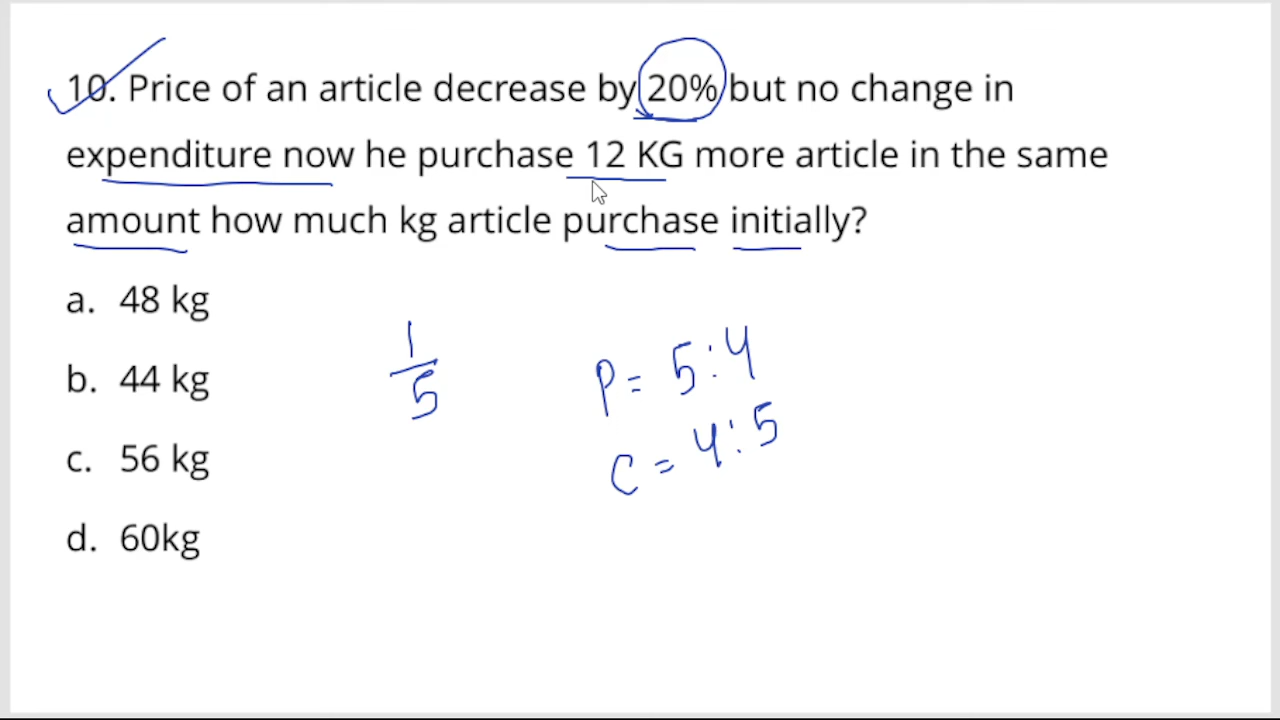 10. Price of an article decrease by 20% but no change in
expenditure now he purchase 12 KG more article in the same
amount how much kg article purchase initially?
a. 48 kg
b. 44 kg
c. 56 kg
d. 60kg
1/5
P = 5:4
C = 4:5